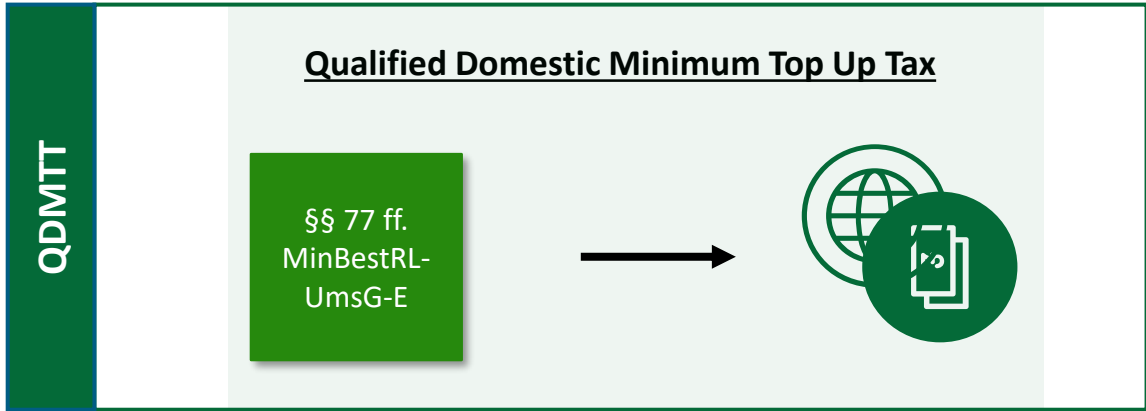 QDMTT
Qualified Domestic Minimum Top Up Tax
§§ 77 ff.
MinBestRL-
UmsG-E